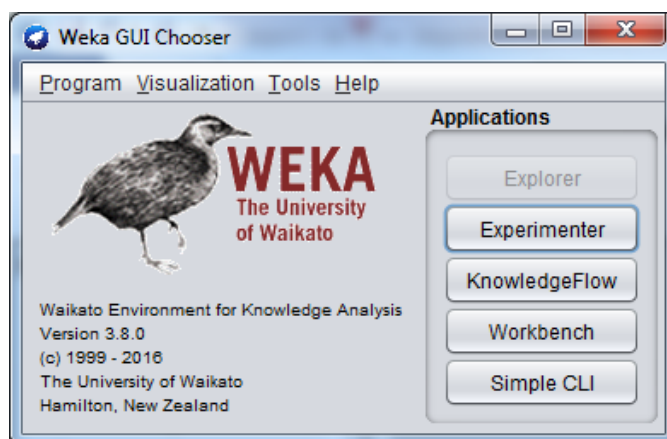 Weka GUI Chooser
Program Visualization Tools Help
WEKA
The University
of Waikato
Waikato Environment for Knowledge Analysis
Version 3.8.0
(c) 1999 - 2016
The University of Waikato
Hamilton, New Zealand
Applications
Explorer
Experimenter
KnowledgeFlow
Workbench
Simple CLI